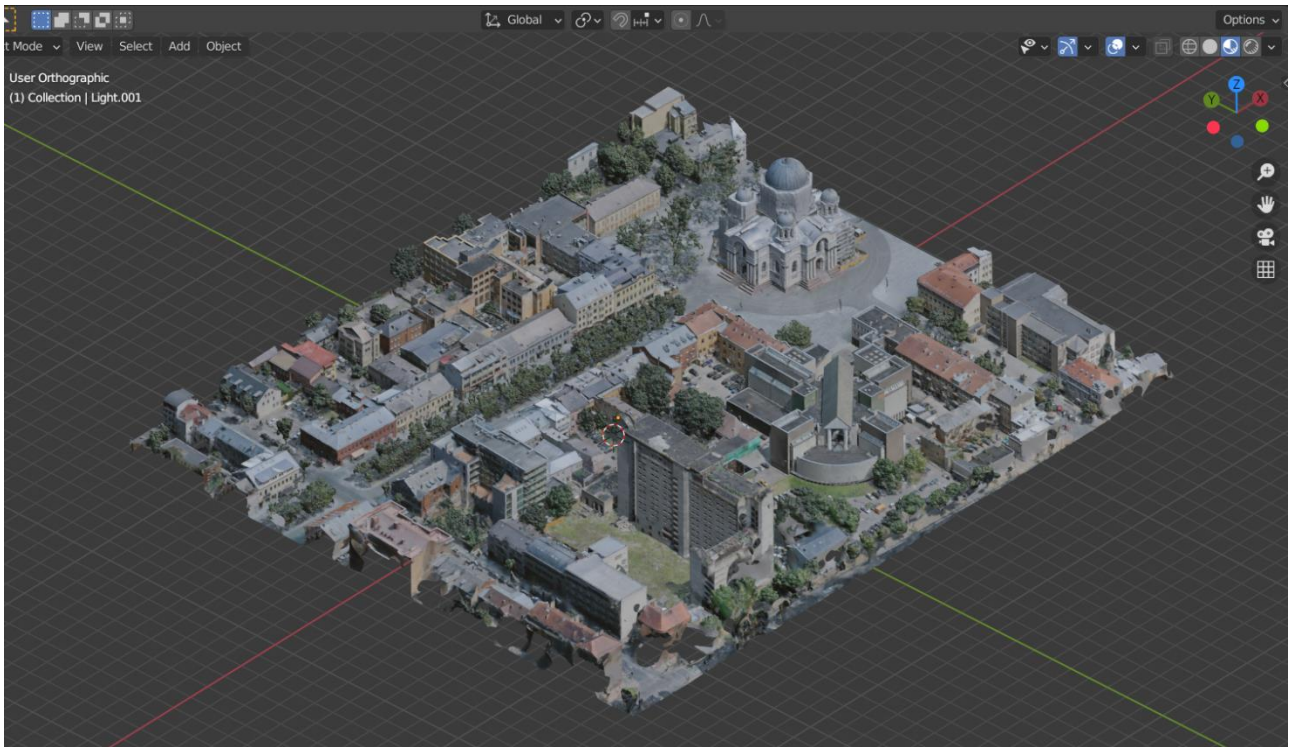 Global
Options
t Mode View Select Add Object
User Orthographic
(1) Collection | Light.001
Z
Y
X